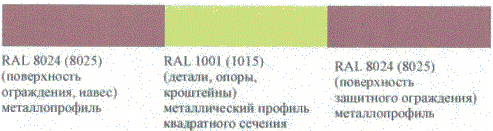 RAL 8024 (8025)
(поверхность
ограждения, навес)
металлопрофиль
RAL 1001 (1015)
(детали, опоры,
кроштейны)
металлический профиль
квадратного сечения
RAL 8024 (8025)
(поверхность
защитного ограждения)
металлопрофиль